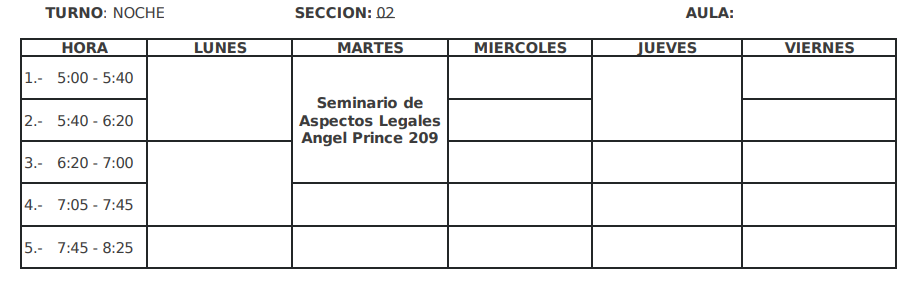 TURNO: NOCHE SECCION: 02 AULA:
HORA LUNES MARTES MIERCOLES JUEVES VIERNES
1.- 5:00 - 5:40
Seminario de
Aspectos Legales
Angel Prince 209
2.- 5:40 - 6:20
3.- 6:20 - 7:00
4.- 7:05 - 7:45
5.- 7:45 - 8:25